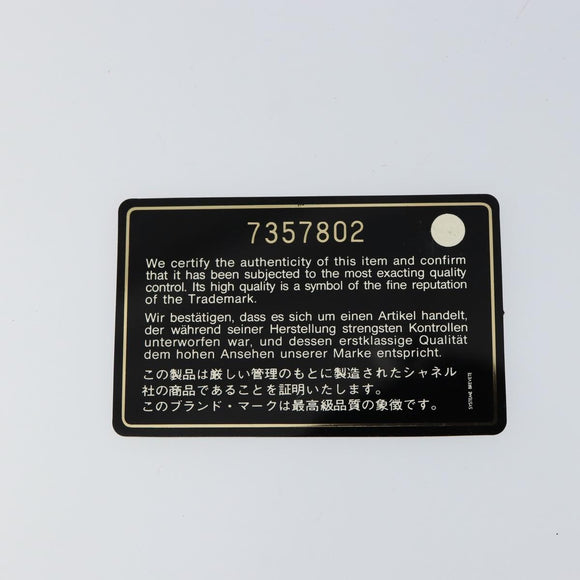 7357802
We certify the authenticity of this item and confirm
that it has been subjected to the most exacting quality
control. Its high quality is a symbol of the fine reputation
of the Trademark.
Wir bestätigen, dass es sich um einen Artikel handelt,
der während seiner Herstellung strengsten Kontrollen
unterworfen war, und dessen erstklassige Qualität
dem hohen Ansehen unserer Marke entspricht.
この製品は厳しい管理のもとに製造されたシャネル
社の商品であることを証明いたします。
このブランド・マークは最高級品質の象徴です。
SYSTEME BREVETE